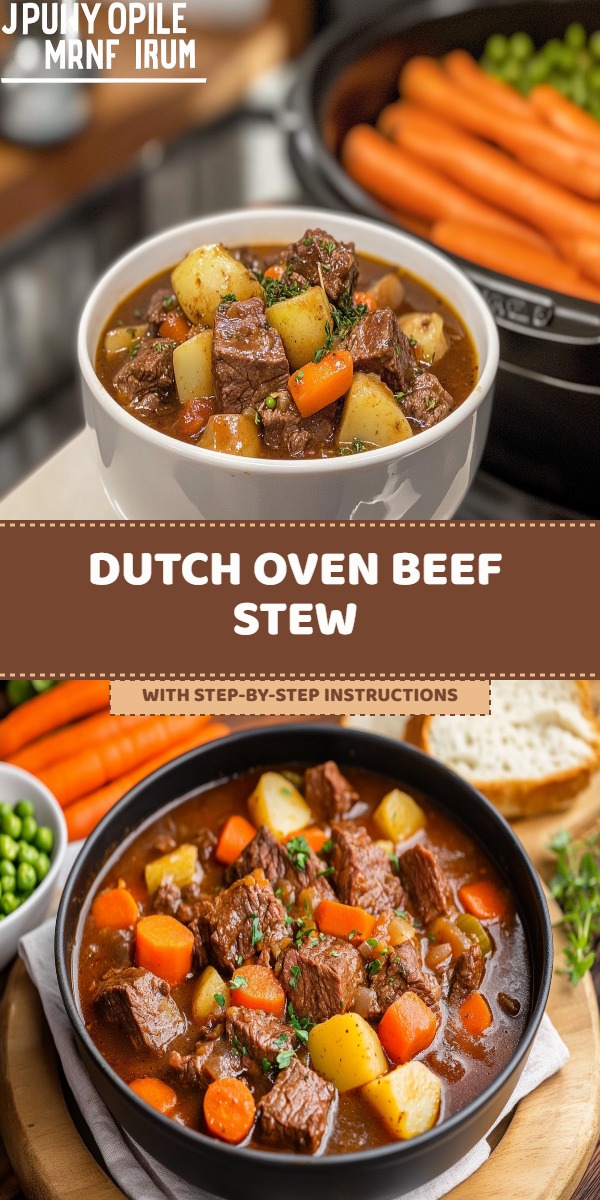 JPUHY OPILE
MRNF IRUM
DUTCH OVEN BEEF
STEW
WITH STEP-BY-STEP INSTRUCTIONS